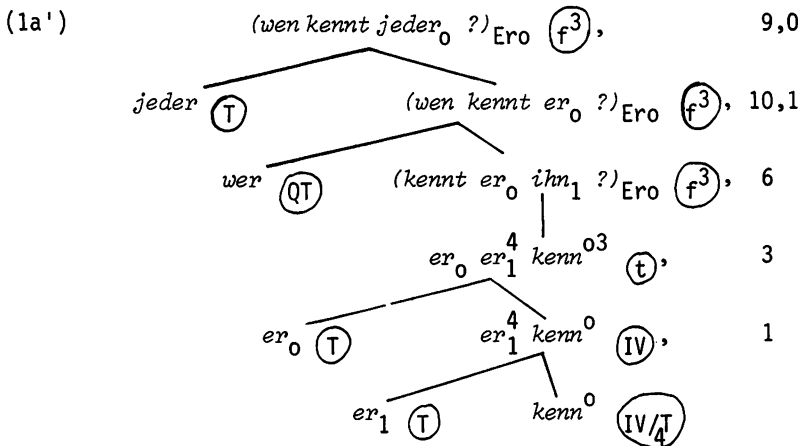 (1a') (wen kennt jeder₀ ?)Ero f³, 9,0
jeder T (wen kennt er₀ ?)Ero f³, 10,1
wer QT (kennt er₀ ihn₁ ?)Ero f³, 6
er₀ er₁⁴ kenn⁰³ t, 3
er₀ T er₁⁴ kenn⁰ IV, 1
er₁ T kenn⁰ IV/₄T